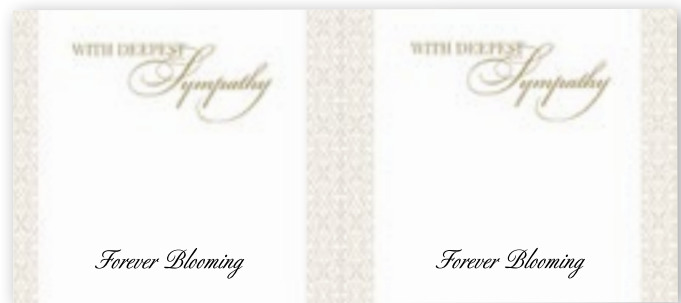 WITH DEEPEST
Sympathy
Forever Blooming
WITH DEEPEST
Sympathy
Forever Blooming